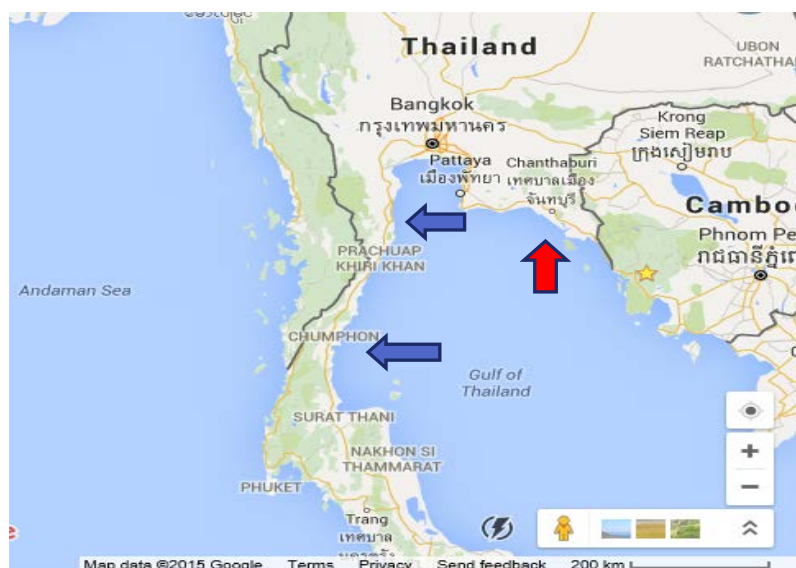 Thailand
UBON
RATCHATHA
Bangkok
กรุงเทพมหานคร
Krong
Siem Reap
ក្រុងសៀមរាប
Pattaya
เมืองพัทยา
Chanthaburi
เทศบาลเมือง
จันทบุรี
Cambo
Phnom Pe
PRACHUAP
KHIRI KHAN
Andaman Sea
CHUMPHON
Gulf of
Thailand
SURAT THANI
NAKHON SI
THAMMARAT
PHUKET
Trang
เทศบาล
Map data ©2015 Google Terms Privacy Send feedback 200 km